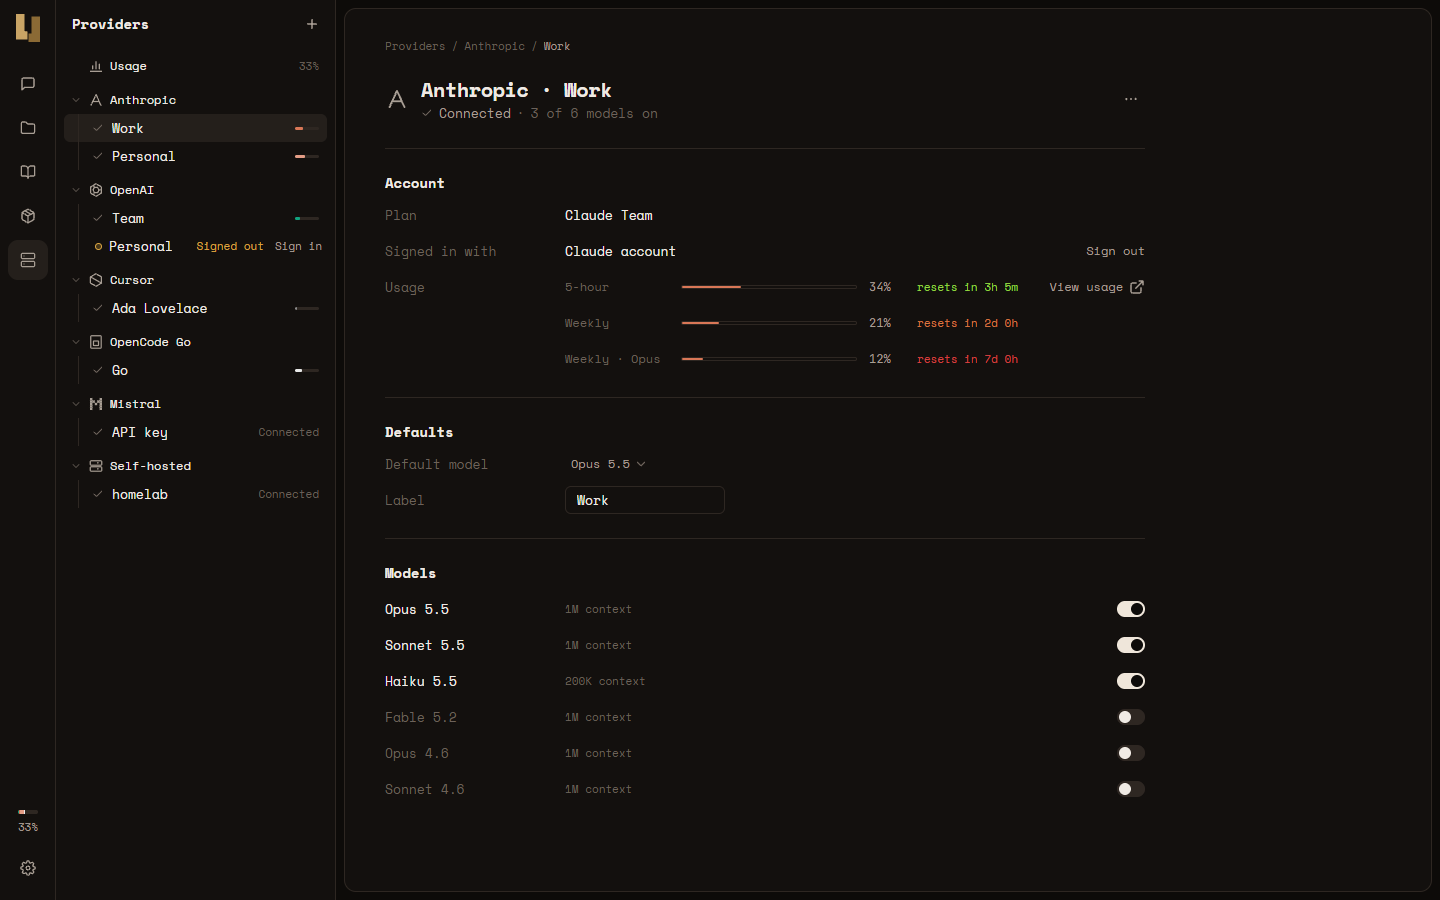 Providers
Usage 33%
Anthropic
Work
Personal
OpenAI
Team
Personal Signed out Sign in
Cursor
Ada Lovelace
OpenCode Go
Go
Mistral
API key Connected
Self-hosted
homelab Connected
33%
Providers / Anthropic / Work
Anthropic · Work
Connected · 3 of 6 models on
Account
Plan Claude Team
Signed in with Claude account Sign out
Usage 5-hour 34% resets in 3h 5m View usage
Weekly 21% resets in 2d 0h
Weekly · Opus 12% resets in 7d 0h
Defaults
Default model Opus 5.5
Label Work
Models
Opus 5.5 1M context
Sonnet 5.5 1M context
Haiku 5.5 200K context
Fable 5.2 1M context
Opus 4.6 1M context
Sonnet 4.6 1M context